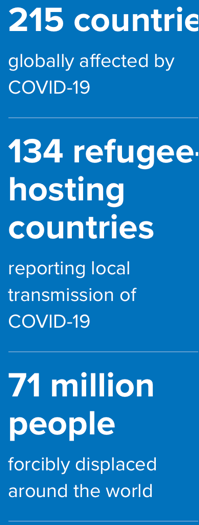 215 countrie
globally affected by
COVID-19
134 refugee-
hosting
countries
reporting local
transmission of
COVID-19
71 million
people
forcibly displaced
around the world